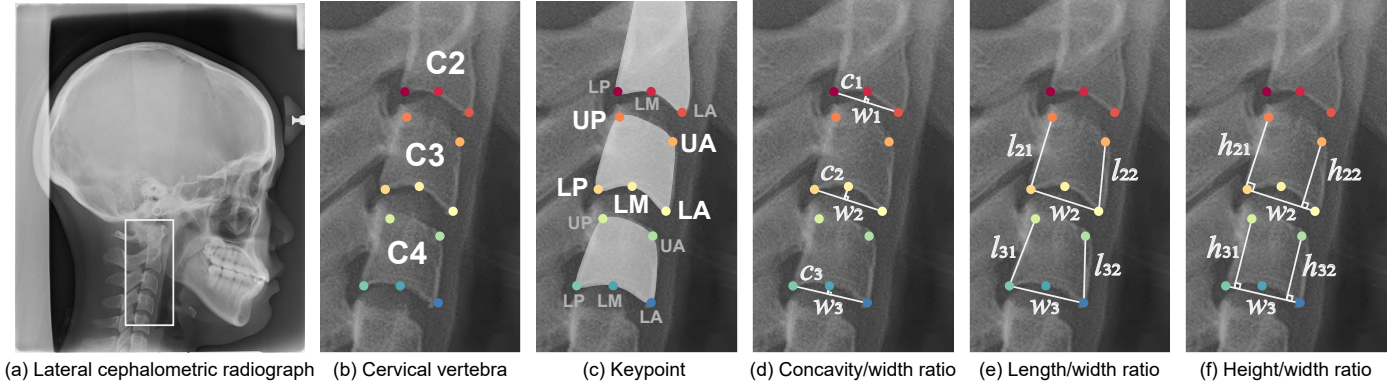 C2
C3
C4
LP
LM
LA
UP
UA
LP
LM
LA
UP
UA
LP
LM
LA
c1
w1
c2
w2
c3
w3
l21
l22
w2
l31
l32
w3
h21
h22
w2
h31
h32
w3
(a) Lateral cephalometric radiograph
(b) Cervical vertebra
(c) Keypoint
(d) Concavity/width ratio
(e) Length/width ratio
(f) Height/width ratio